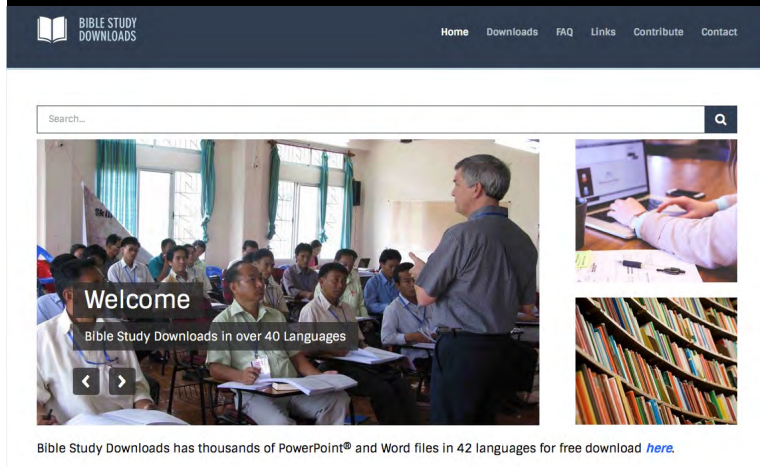 BIBLE STUDY
DOWNLOADS
Home Downloads FAQ Links Contribute Contact
Search...
Welcome
Bible Study Downloads in over 40 Languages
Bible Study Downloads has thousands of PowerPoint® and Word files in 42 languages for free download here.